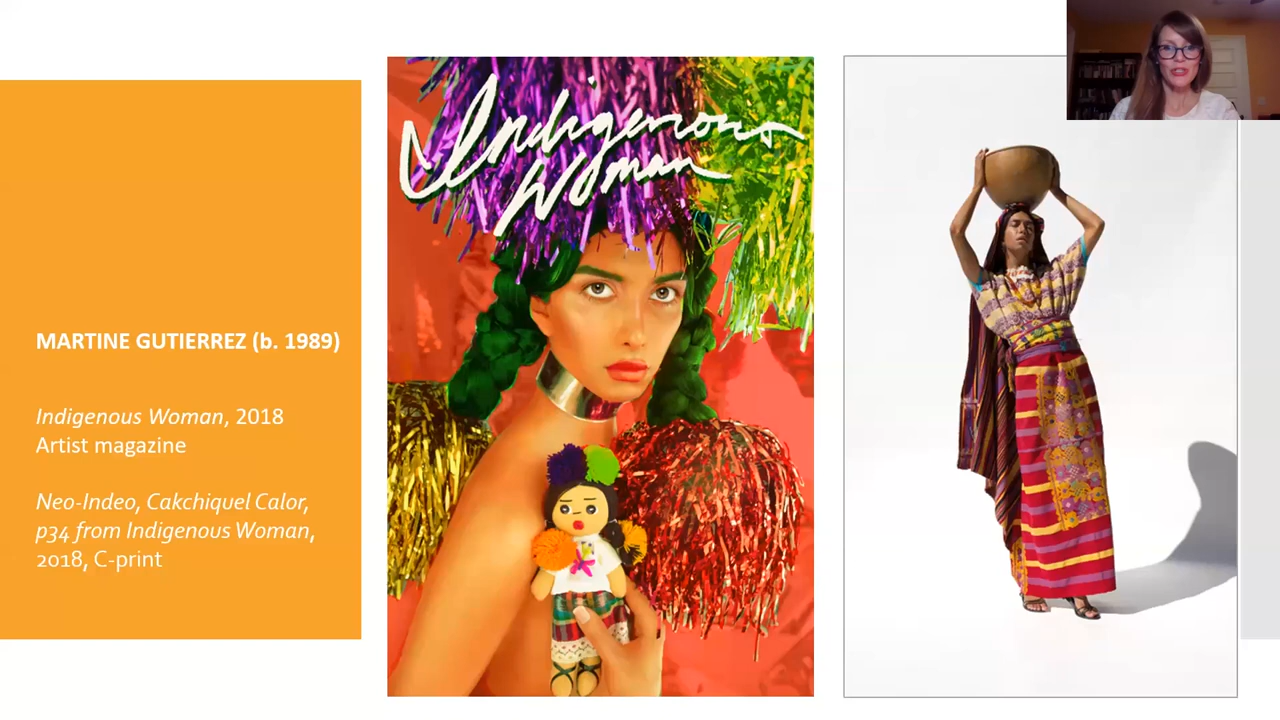 MARTINE GUTIERREZ (b. 1989)
Indigenous Woman, 2018
Artist magazine
Neo-Indeo, Cakchiquel Calor,
p34 from Indigenous Woman,
2018, C-print
Indigenous
Woman